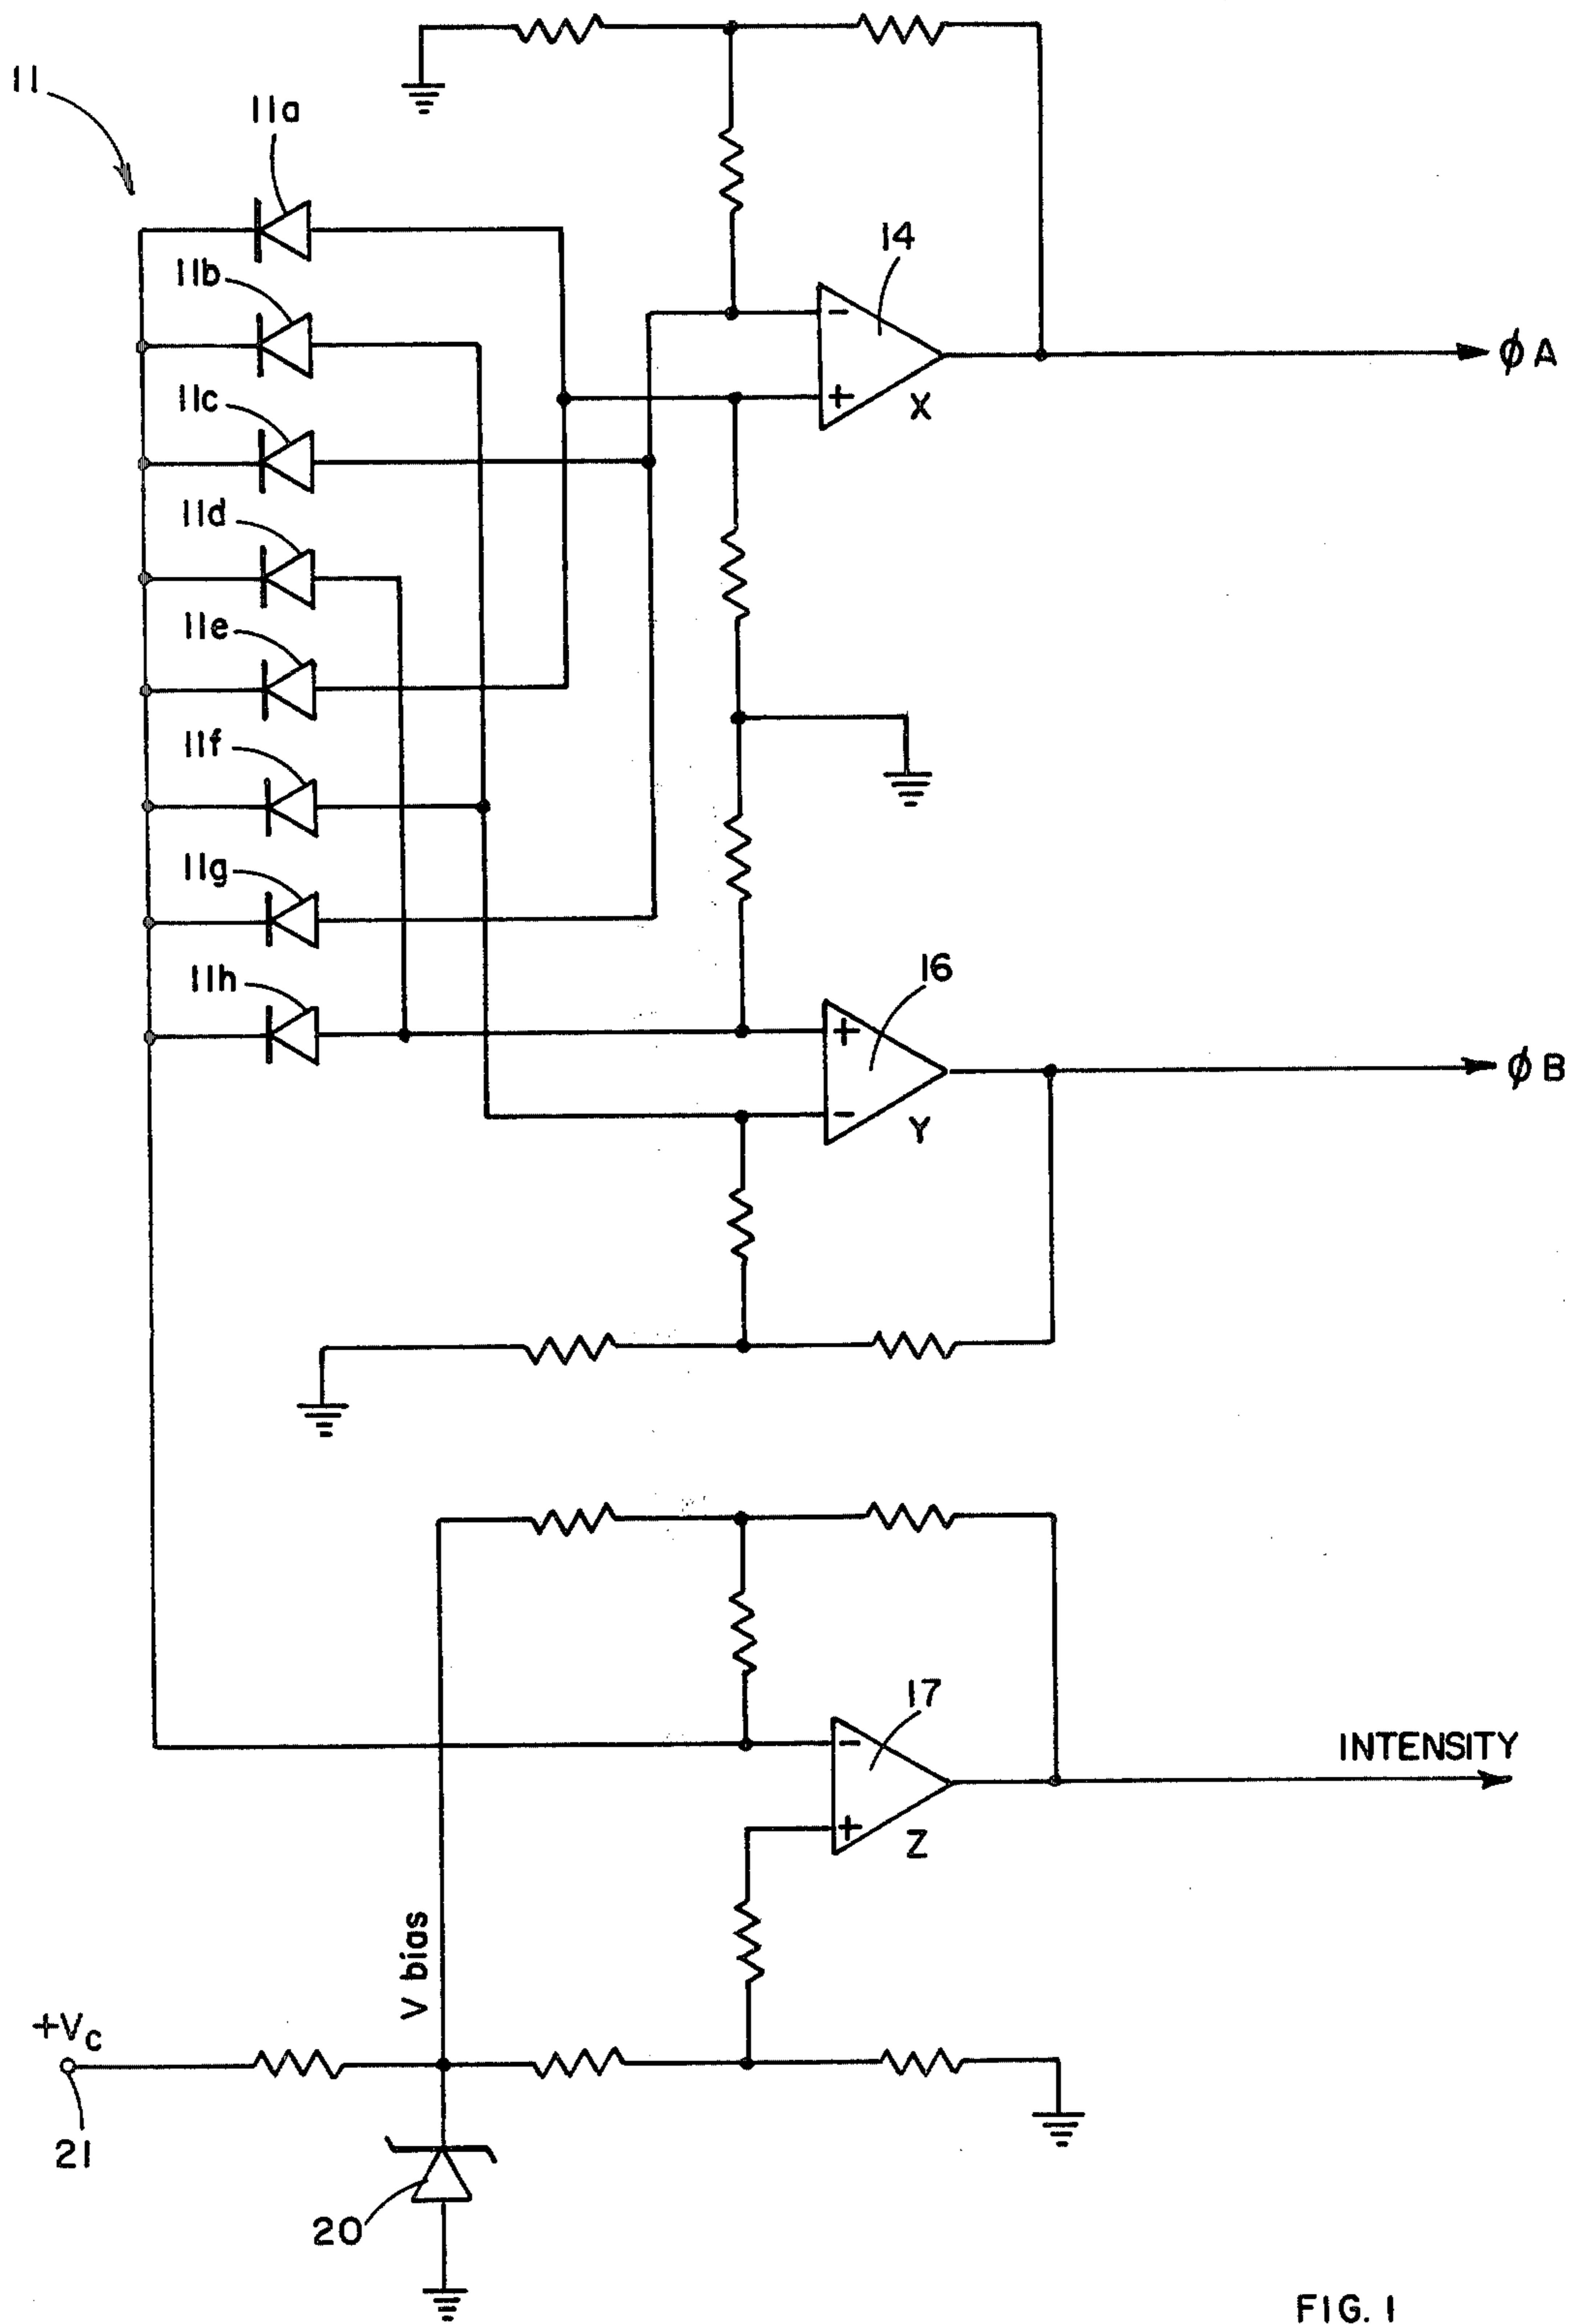 11
11a
11b
11c
11d
11e
11f
11g
11h
14
-
+
X
ϕA
16
+
-
Y
ϕB
17
-
+
Z
INTENSITY
V bias
+Vc
21
20
FIG. 1